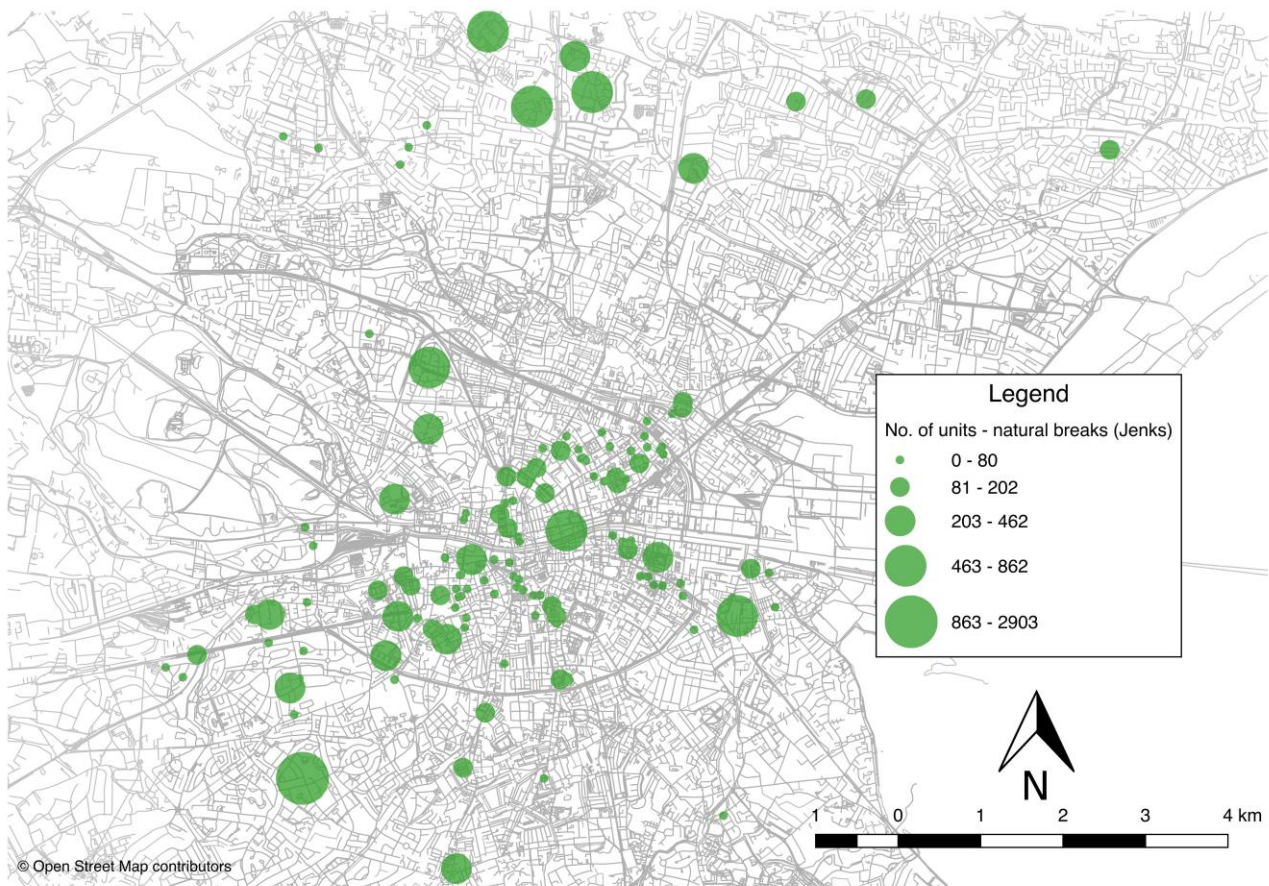 Legend
No. of units - natural breaks (Jenks)
0 - 80
81 - 202
203 - 462
463 - 862
863 - 2903
N
1 0 1 2 3 4 km
© Open Street Map contributors